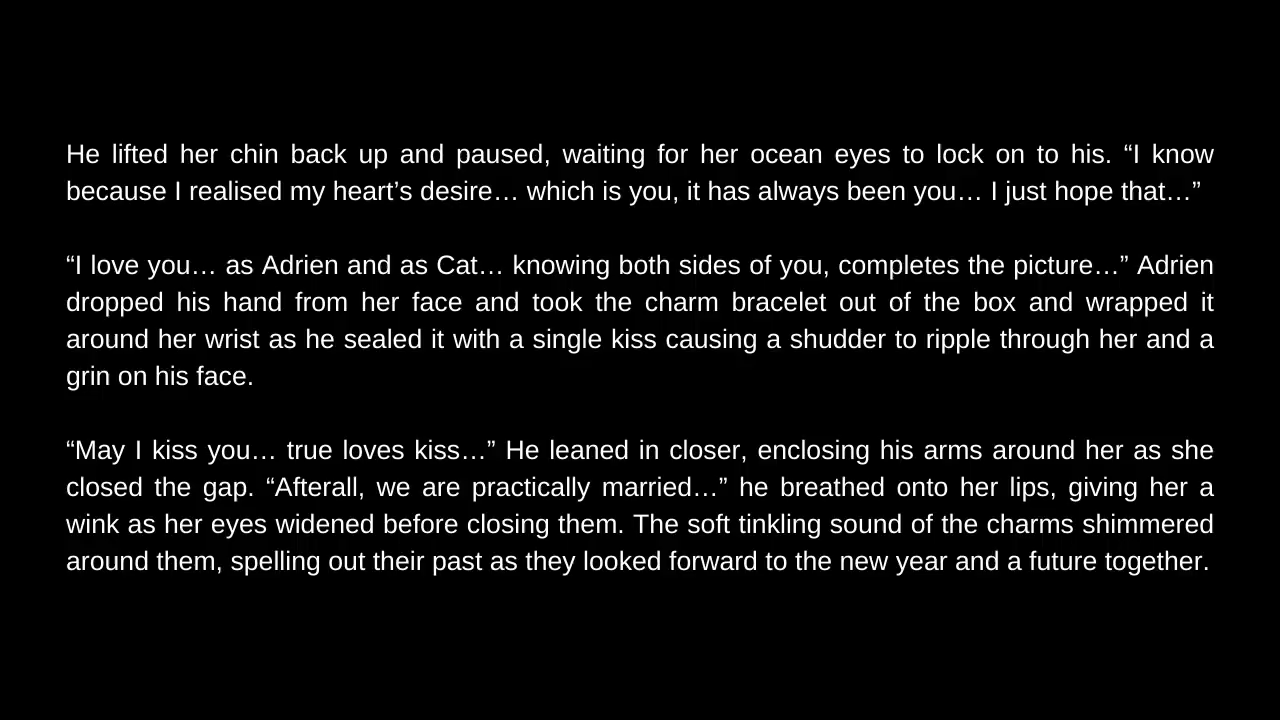 He lifted her chin back up and paused, waiting for her ocean eyes to lock on to his. “I know
because I realised my heart’s desire… which is you, it has always been you… I just hope that…”
“I love you… as Adrien and as Cat… knowing both sides of you, completes the picture…” Adrien
dropped his hand from her face and took the charm bracelet out of the box and wrapped it
around her wrist as he sealed it with a single kiss causing a shudder to ripple through her and a
grin on his face.
“May I kiss you… true loves kiss…” He leaned in closer, enclosing his arms around her as she
closed the gap. “Afterall, we are practically married…” he breathed onto her lips, giving her a
wink as her eyes widened before closing them. The soft tinkling sound of the charms shimmered
around them, spelling out their past as they looked forward to the new year and a future together.